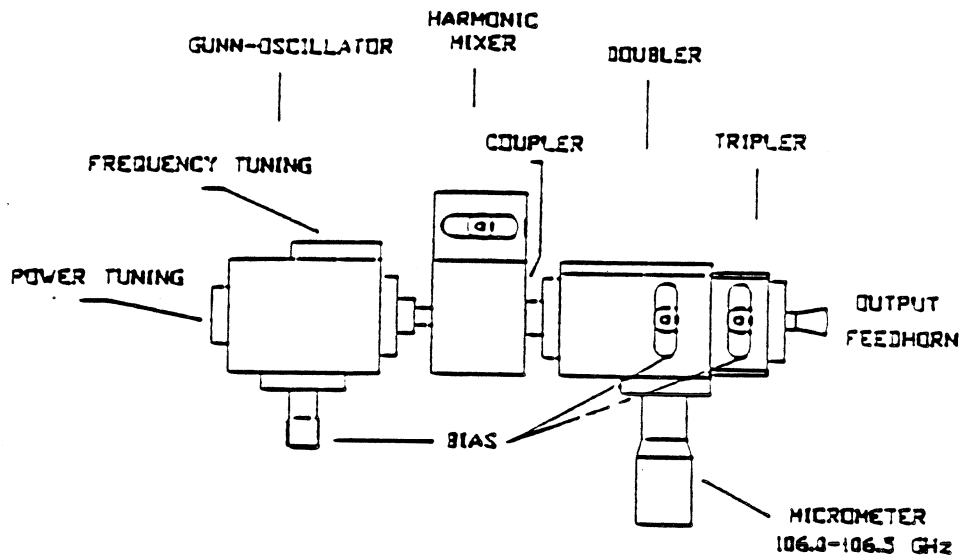 HARMONIC
MIXER
GUNN-OSCILLATOR
DOUBLER
COUPLER
TRIPLER
FREQUENCY TUNING
POWER TUNING
OUTPUT
FEEDHORN
BIAS
MICROMETER
106.0-106.5 GHz